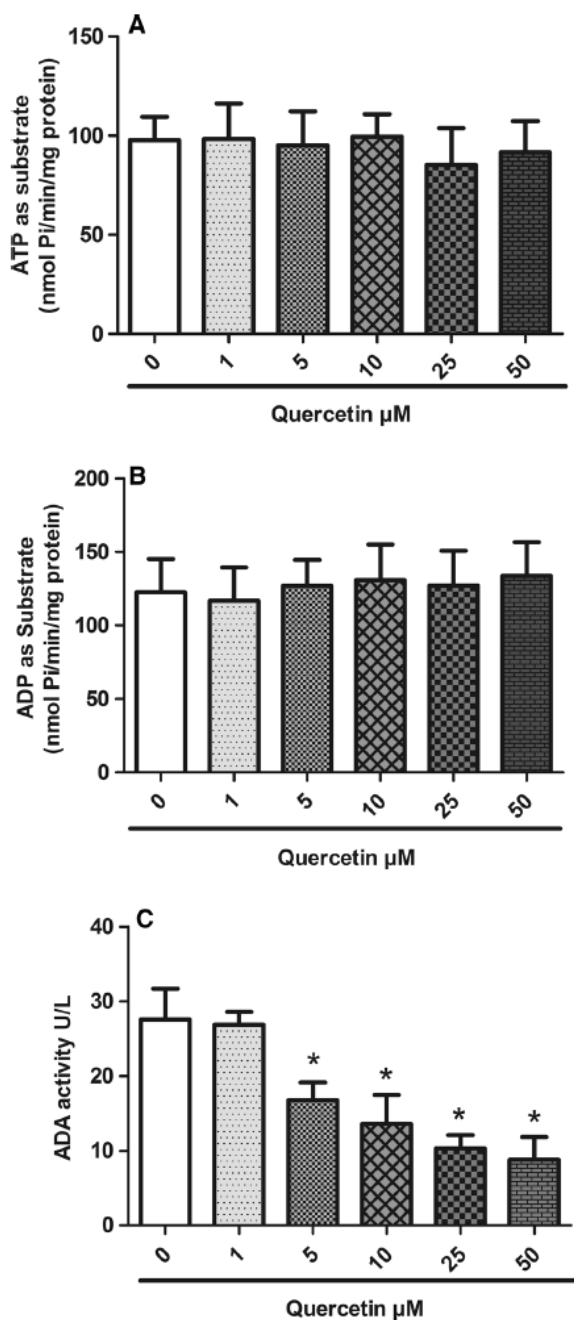 A
ATP as substrate
(nmol Pi/min/mg protein)
150
100
50
0
0 1 5 10 25 50
Quercetin µM
B
ADP as Substrate
(nmol Pi/min/mg protein)
200
150
100
50
0
0 1 5 10 25 50
Quercetin µM
C
ADA activity U/L
40
30
20
10
0
* * * *
0 1 5 10 25 50
Quercetin µM